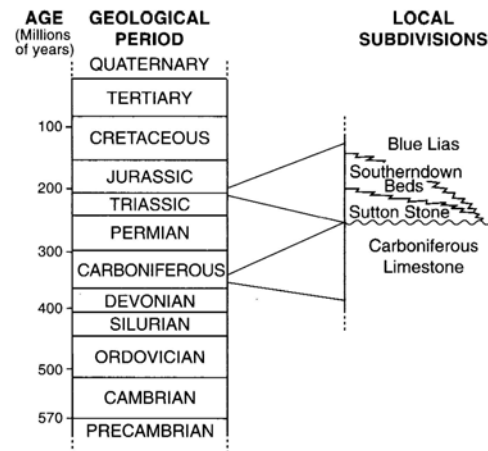 AGE
(Millions
of years)
GEOLOGICAL
PERIOD
LOCAL
SUBDIVISIONS
QUATERNARY
TERTIARY
100
CRETACEOUS
JURASSIC
200
TRIASSIC
PERMIAN
300
CARBONIFEROUS
DEVONIAN
400
SILURIAN
ORDOVICIAN
500
CAMBRIAN
570
PRECAMBRIAN
Blue Lias
Southerndown
Beds
Sutton Stone
Carboniferous
Limestone